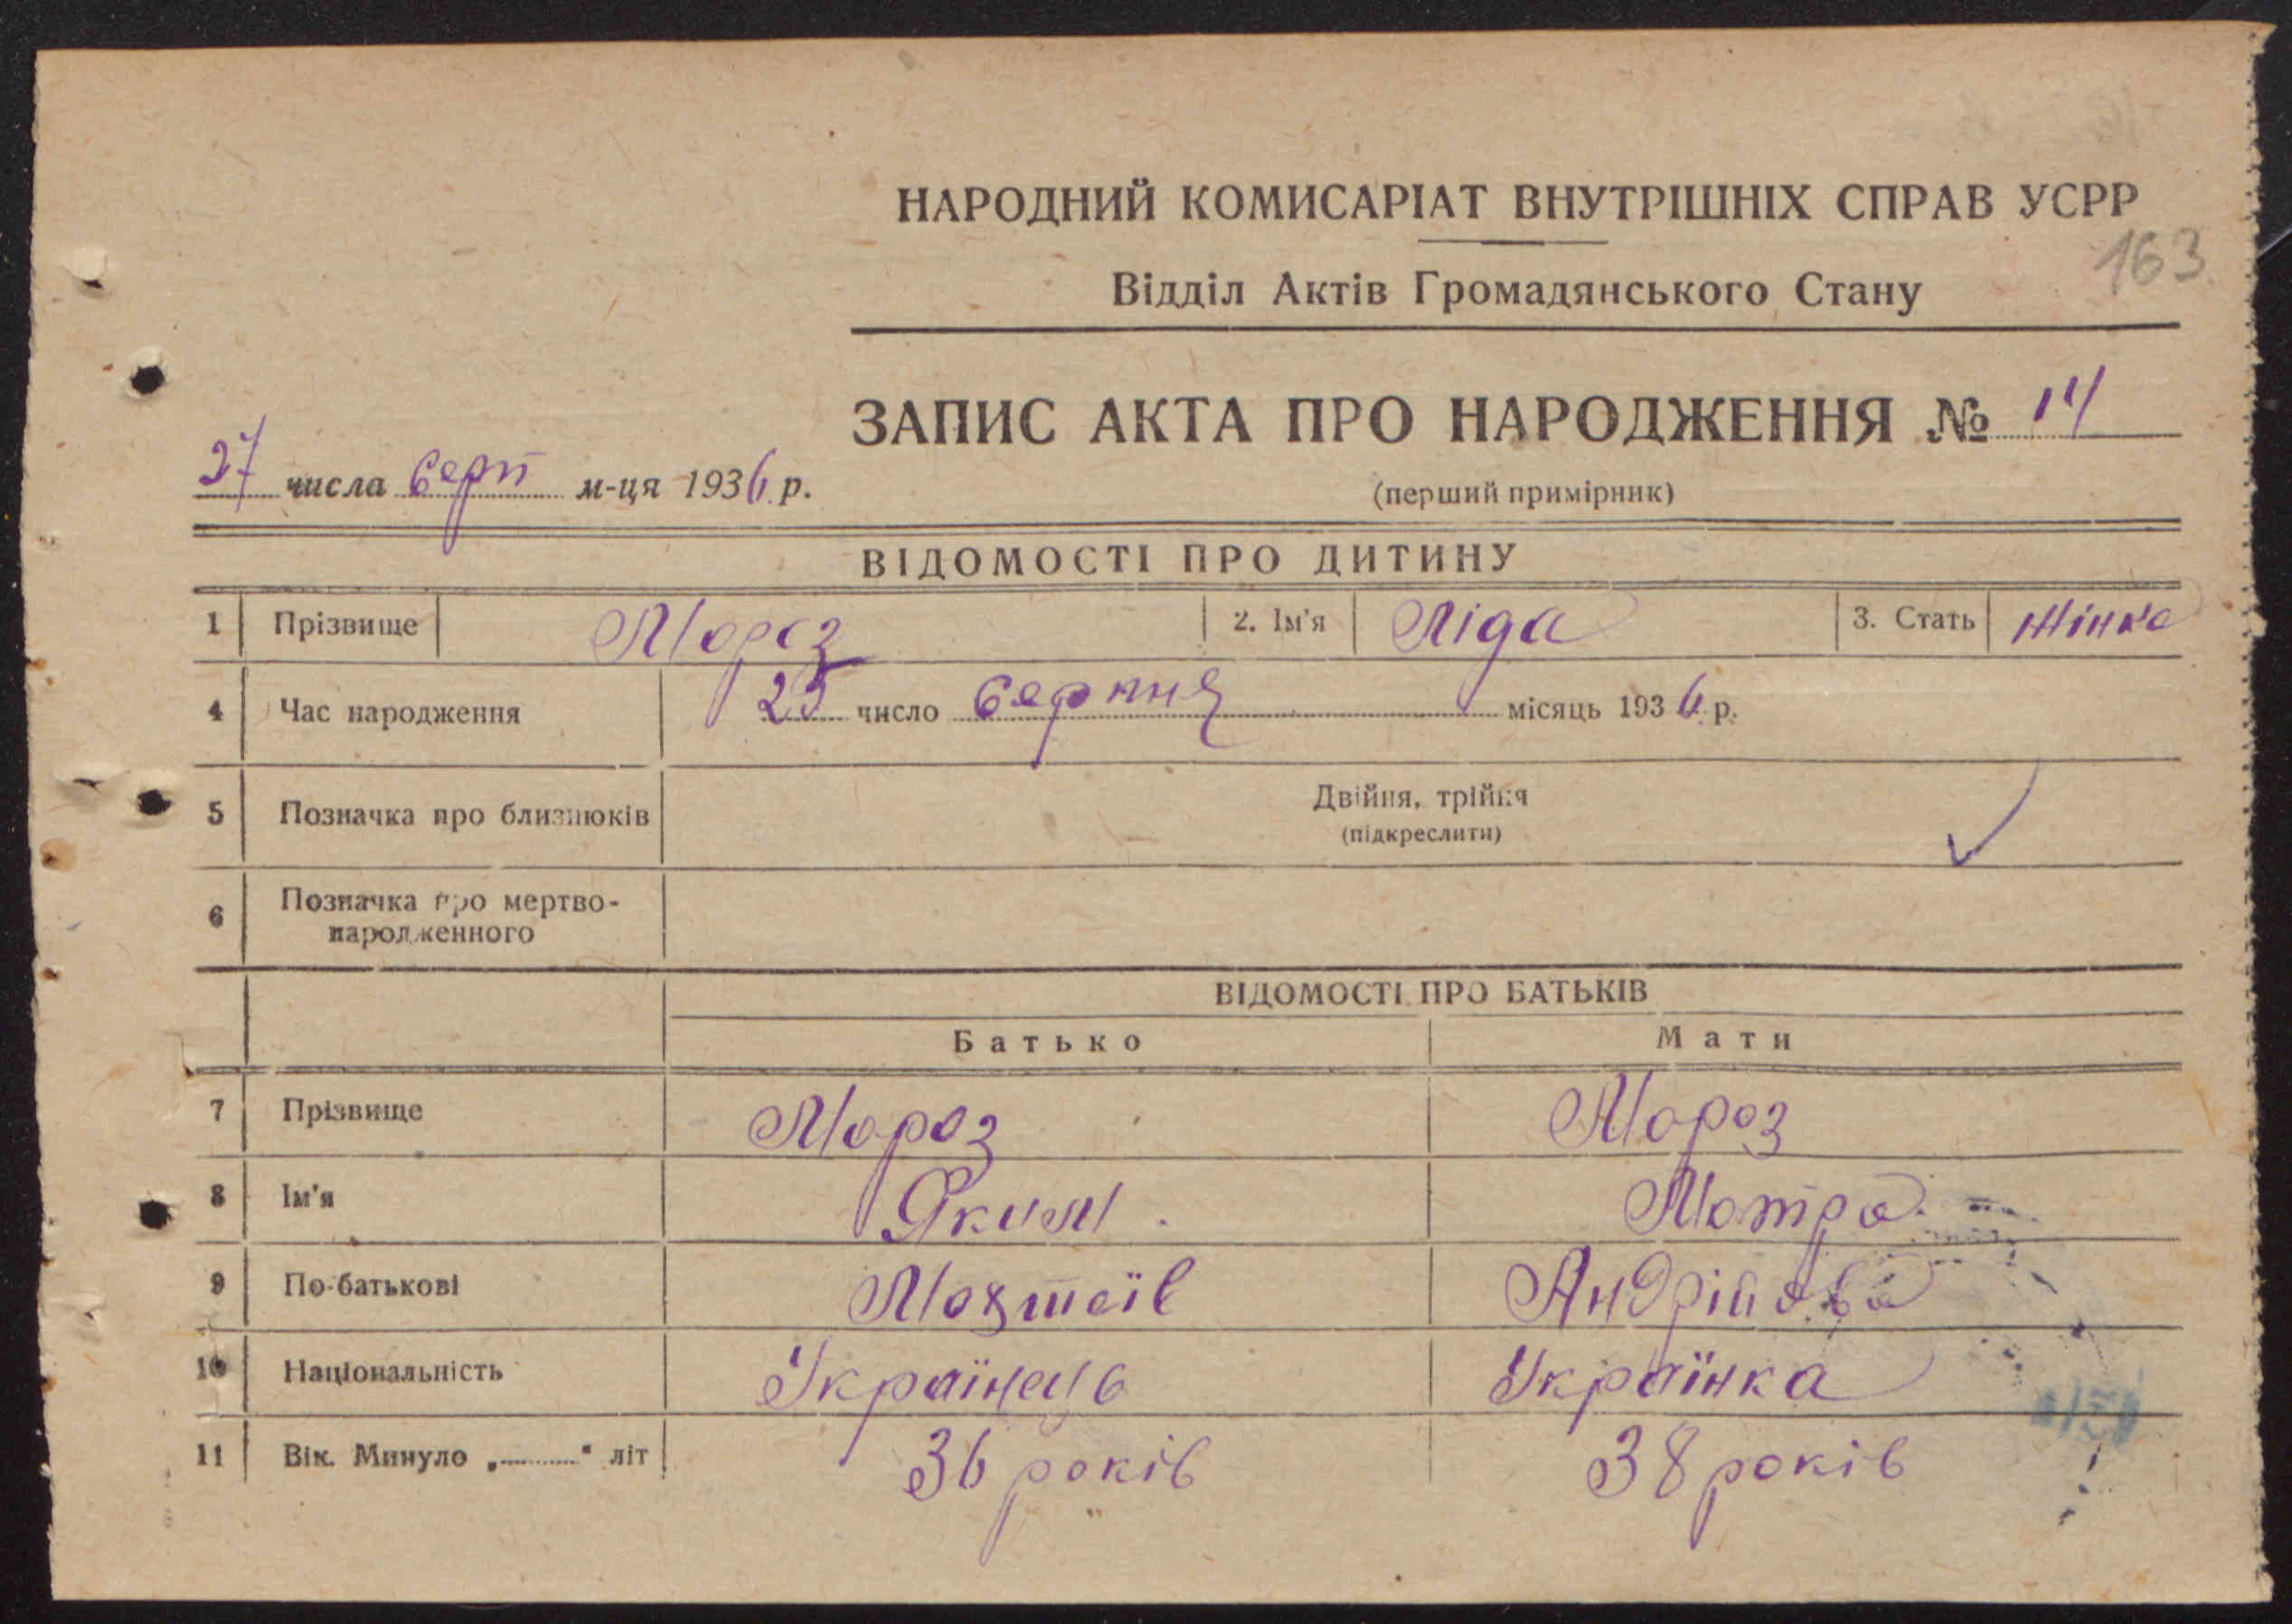 НАРОДНИЙ КОМИСАРІАТ ВНУТРІШНІХ СПРАВ УСРР
163
Відділ Актів Громадянського Стану
ЗАПИС АКТА ПРО НАРОДЖЕННЯ № 14
27 числа Серп м-ця 1936 р.
(перший примірник)
ВІДОМОСТІ ПРО ДИТИНУ
1 Прізвище Мороз 2. Ім'я Ліда 3. Стать Жінка
4 Час народження 25 число Серпня місяць 1936 р.
5 Позначка про близнюків Двійня, трійня
(підкреслити)
6 Позначка про мертво-
народженного
ВІДОМОСТІ ПРО БАТЬКІВ
Батько Мати
7 Прізвище Мороз Мороз
8 Ім'я Яким Мотра
9 По-батькові Андрійова
10 Національність Українець Українка
11 Вік. Минуло „ " літ 36 років 38 років